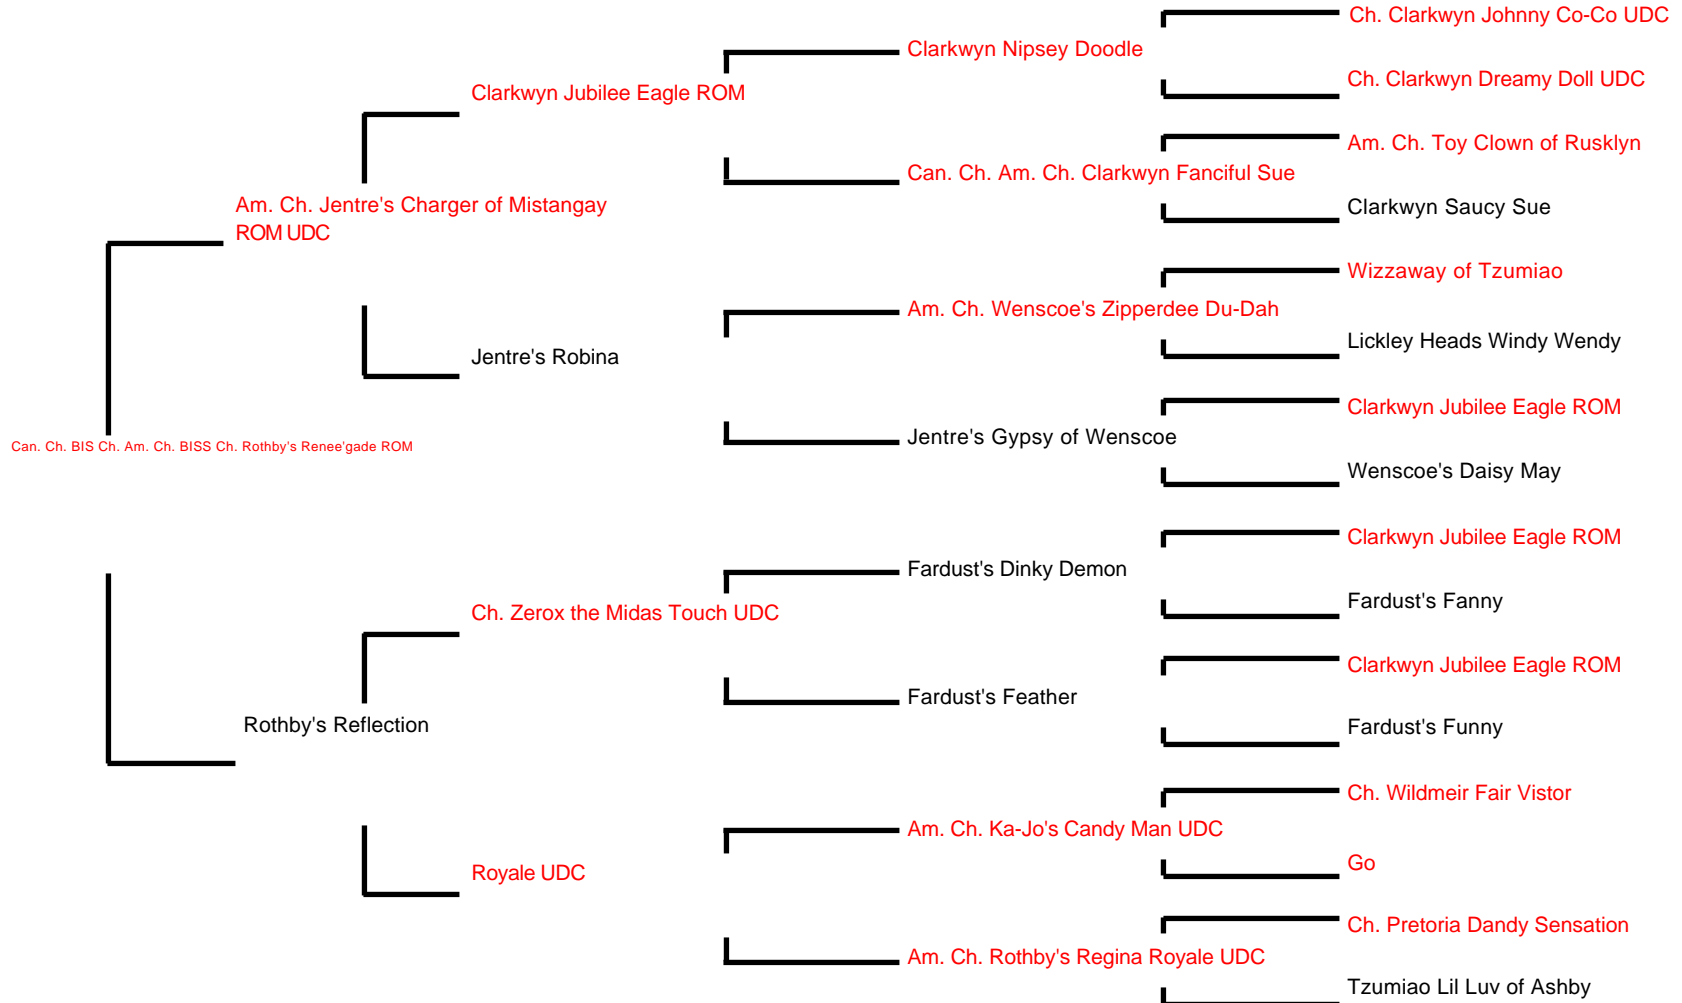 Ch. Clarkwyn Johnny Co-Co UDC
Clarkwyn Nipsey Doodle
Ch. Clarkwyn Dreamy Doll UDC
Clarkwyn Jubilee Eagle ROM
Am. Ch. Toy Clown of Rusklyn
Can. Ch. Am. Ch. Clarkwyn Fanciful Sue
Clarkwyn Saucy Sue
Am. Ch. Jentre's Charger of Mistangay
ROM UDC
Wizzaway of Tzumiao
Am. Ch. Wenscoe's Zipperdee Du-Dah
Lickley Heads Windy Wendy
Jentre's Robina
Clarkwyn Jubilee Eagle ROM
Jentre's Gypsy of Wenscoe
Wenscoe's Daisy May
Can. Ch. BIS Ch. Am. Ch. BISS Ch. Rothby's Renee'gade ROM
Clarkwyn Jubilee Eagle ROM
Fardust's Dinky Demon
Fardust's Fanny
Ch. Zerox the Midas Touch UDC
Clarkwyn Jubilee Eagle ROM
Fardust's Feather
Fardust's Funny
Rothby's Reflection
Ch. Wildmeir Fair Vistor
Am. Ch. Ka-Jo's Candy Man UDC
Go
Royale UDC
Ch. Pretoria Dandy Sensation
Am. Ch. Rothby's Regina Royale UDC
Tzumiao Lil Luv of Ashby